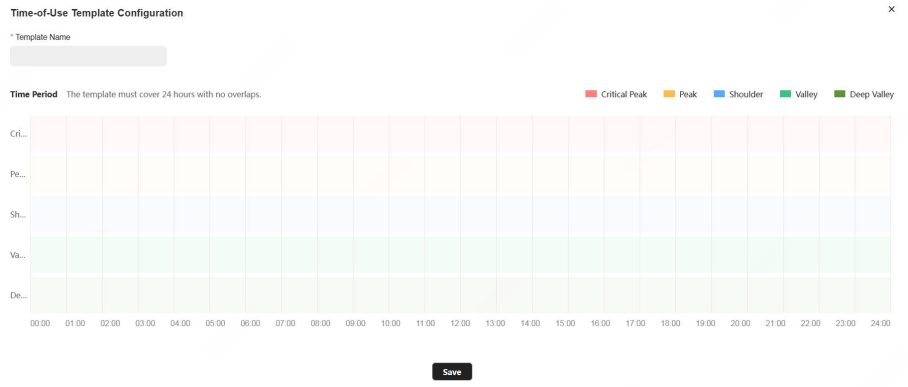 Time-of-Use Template Configuration
* Template Name
Time Period The template must cover 24 hours with no overlaps. Critical Peak Peak Shoulder Valley Deep Valley
Cri...
Pe...
Sh...
Va...
De...
00:00 01:00 02:00 03:00 04:00 05:00 06:00 07:00 08:00 09:00 10:00 11:00 12:00 13:00 14:00 15:00 16:00 17:00 18:00 19:00 20:00 21:00 22:00 23:00 24:00
Save